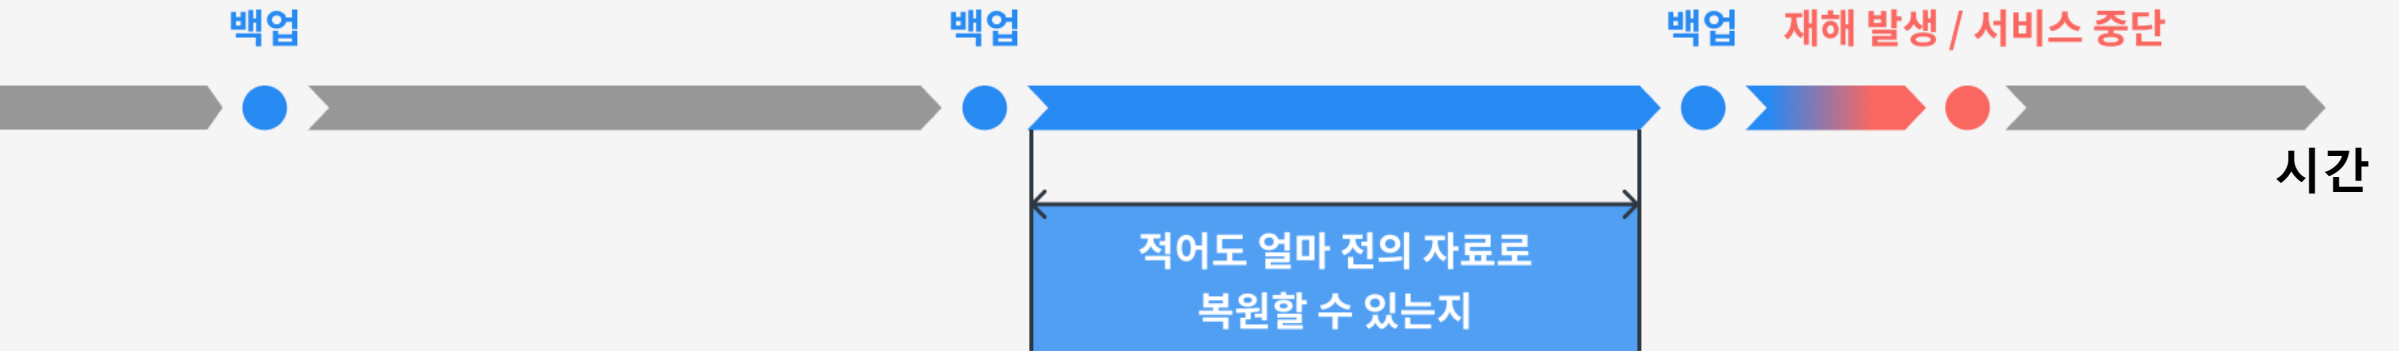 백업
백업
백업
재해 발생 / 서비스 중단
시간
적어도 얼마 전의 자료로
복원할 수 있는지